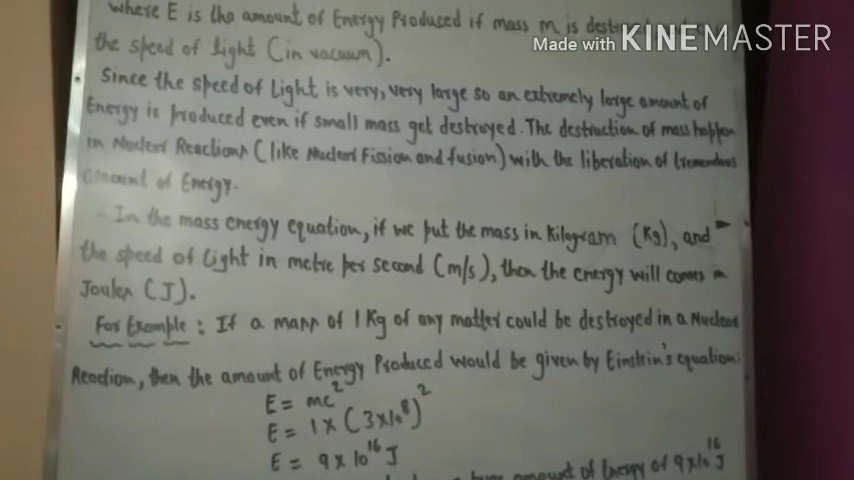 where E is the amount of Energy Produced if mass m is
Made with KINEMASTER
the speed of light (in vacuum).
Since the speed of Light is very, very large so an extremely large amount of
Energy is produced even if small mass get destroyed. The destruction of mass happen
in Nuclear Reactions (like Nuclear Fission and fusion) with the liberation of tremendous
amount of Energy.
In the mass energy equation, if we put the mass in Kilogram (Kg), and
the speed of Light in metre per second (m/s), then the energy will comes in
Joules (J).
For Example : If a mass of 1 Kg of any matter could be destroyed in a Nuclear
Reaction, then the amount of Energy Produced would be given by Einstein's equation:
E = mc²
E = 1 x (3x10⁸)²
E = 9 x 10¹⁶ J
amount of Energy of 9x10¹⁶ J